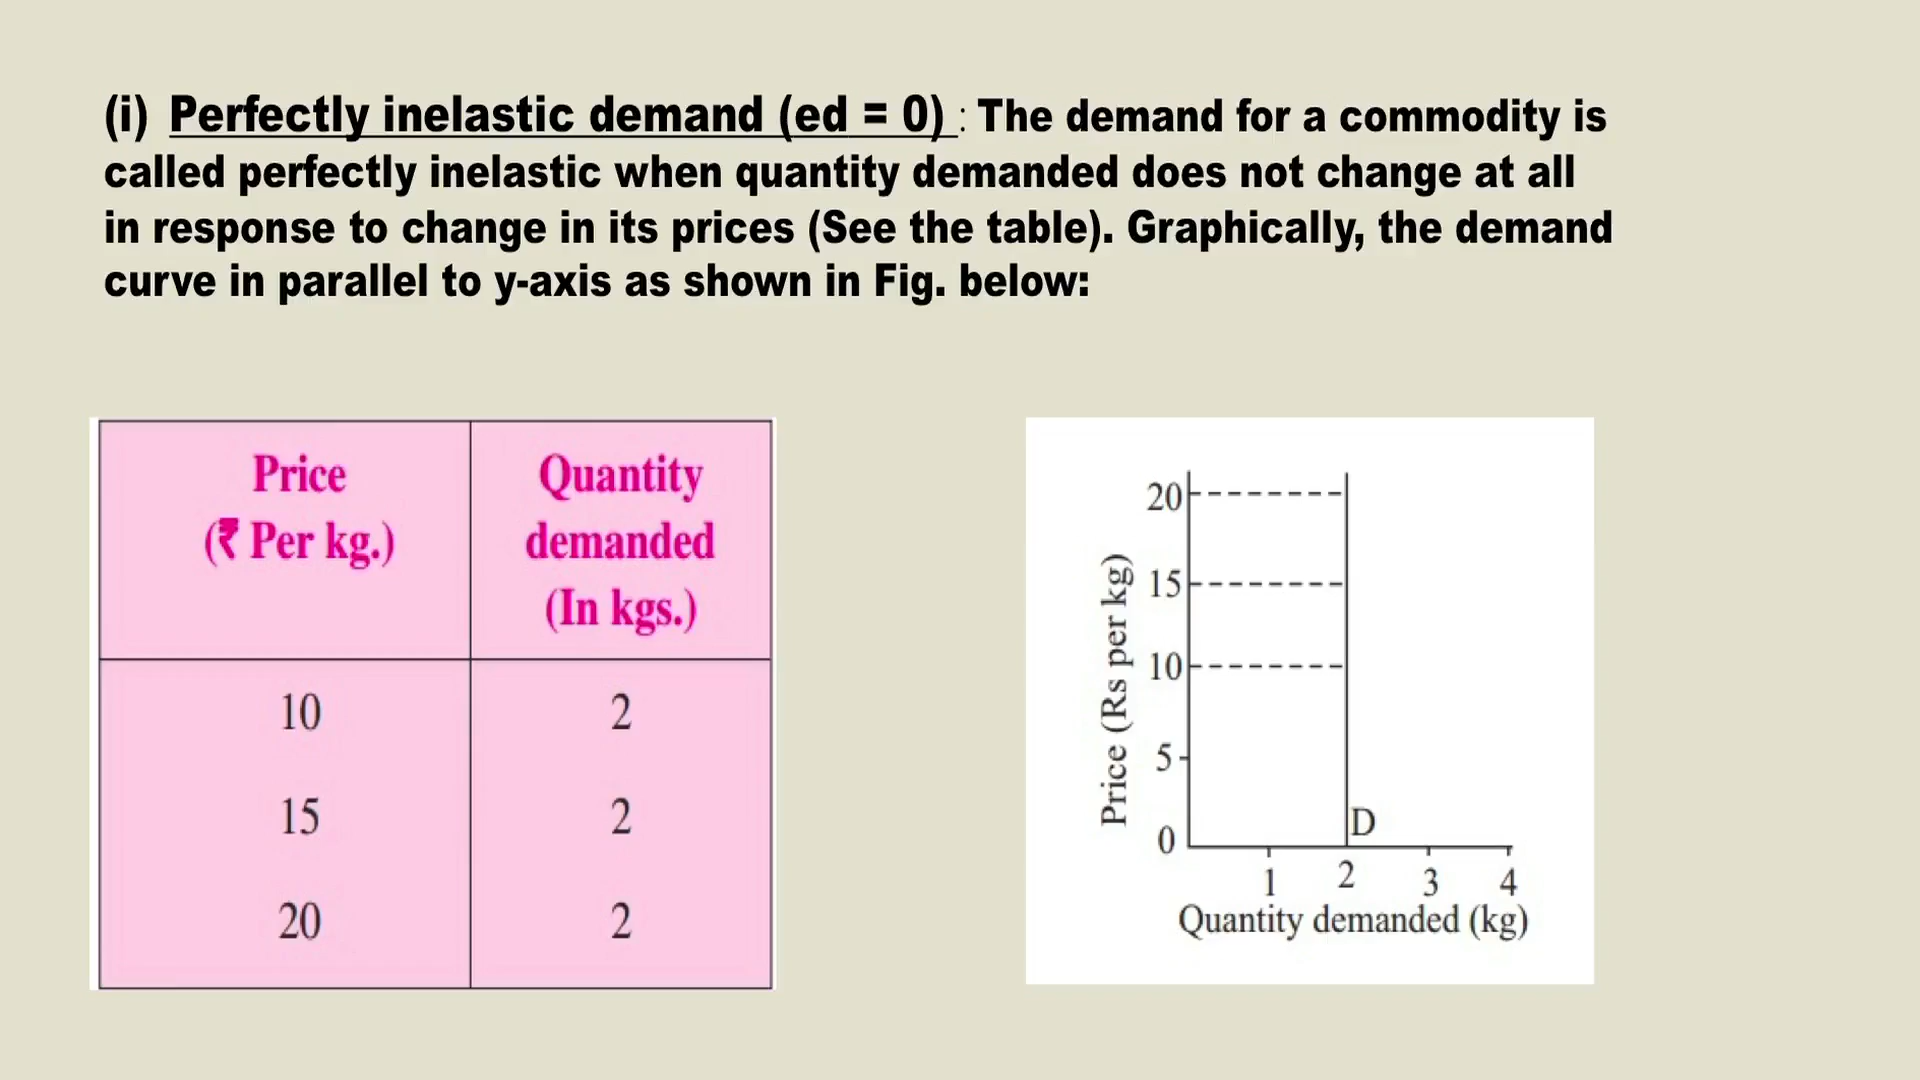 (i) Perfectly inelastic demand (ed = 0) : The demand for a commodity is
called perfectly inelastic when quantity demanded does not change at all
in response to change in its prices (See the table). Graphically, the demand
curve in parallel to y-axis as shown in Fig. below:
Price
(₹ Per kg.)
Quantity
demanded
(In kgs.)
10 2
15 2
20 2
Price (Rs per kg)
20
15
10
5
0
D
1 2 3 4
Quantity demanded (kg)